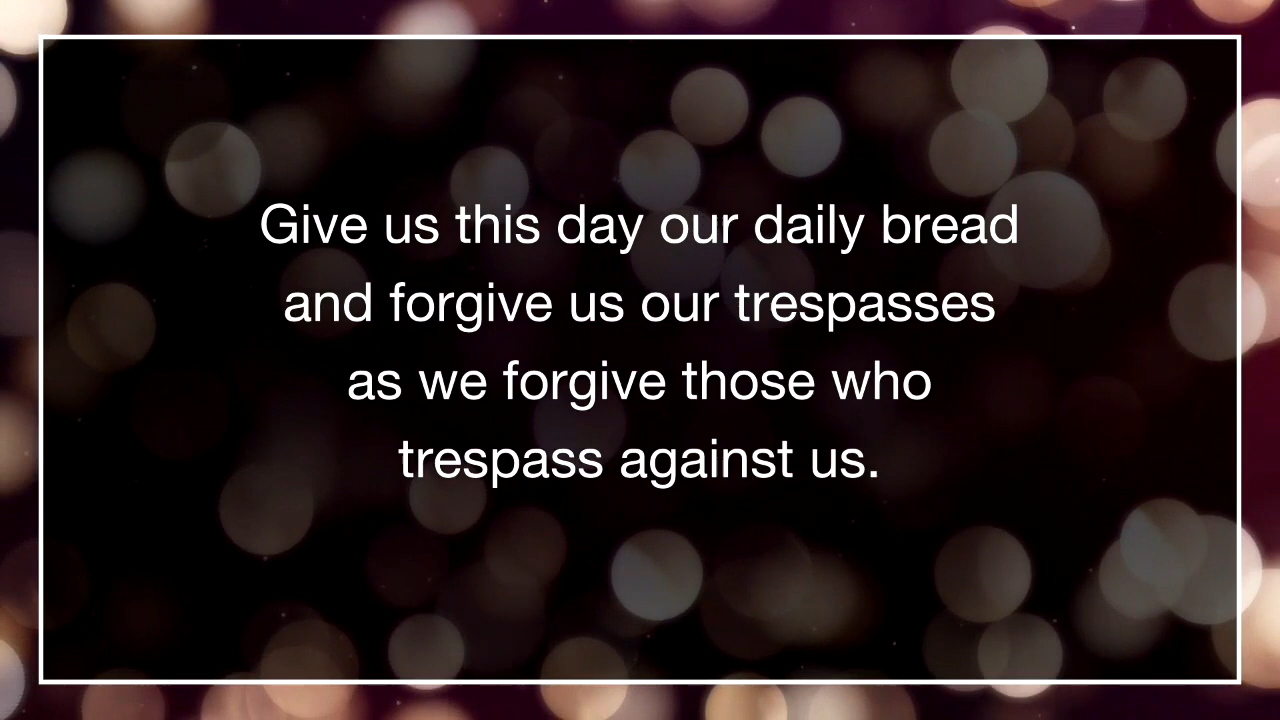 Give us this day our daily bread
and forgive us our trespasses
as we forgive those who
trespass against us.